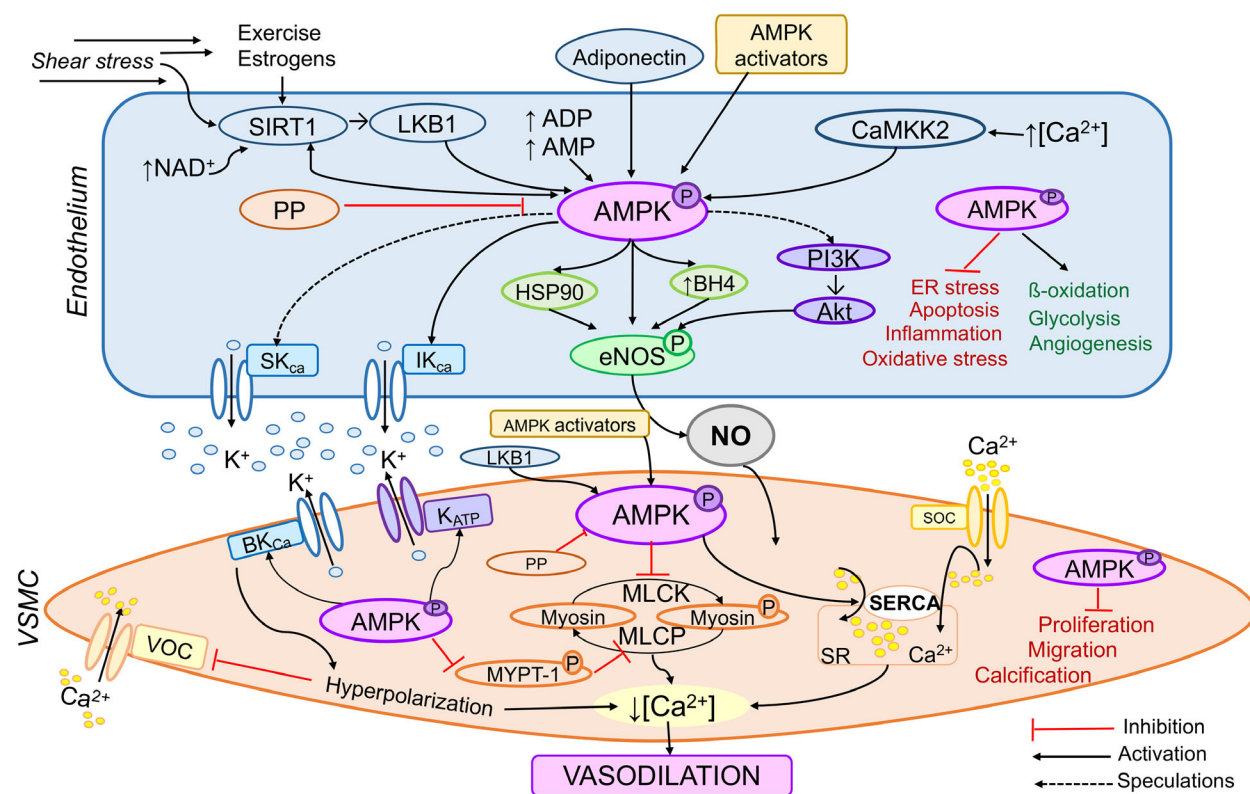 Exercise
Estrogens
Shear stress
Adiponectin
AMPK
activators
Endothelium
SIRT1
LKB1
↑ ADP
↑ AMP
CaMKK2
↑[Ca²⁺]
↑NAD⁺
PP
AMPK
P
AMPK
P
PI3K
HSP90
↑BH4
Akt
ER stress
Apoptosis
Inflammation
Oxidative stress
ß-oxidation
Glycolysis
Angiogenesis
SKca
IKca
eNOS
P
NO
AMPK activators
LKB1
K⁺
K⁺
K⁺
Ca²⁺
VSMC
BKCa
KATP
AMPK
P
SOC
PP
AMPK
P
MLCK
Myosin
Myosin
P
MLCP
SERCA
SR
Ca²⁺
AMPK
P
Proliferation
Migration
Calcification
VOC
Ca²⁺
MYPT-1
P
Hyperpolarization
↓[Ca²⁺]
VASODILATION
Inhibition
Activation
Speculations